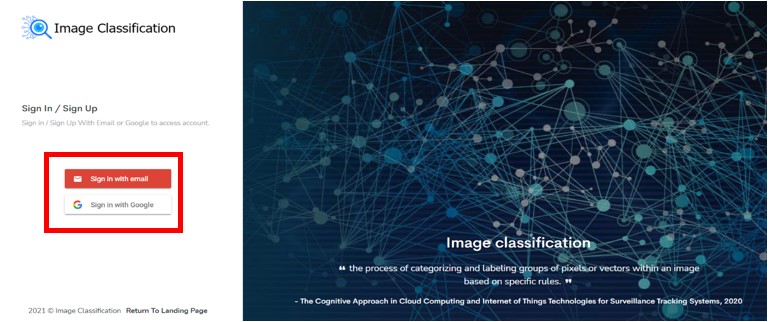 Image Classification
Sign In / Sign Up
Sign in / Sign Up With Email or Google to access account.
Sign in with email
Sign in with Google
2021 © Image Classification Return To Landing Page
Image classification
❝ the process of categorizing and labeling groups of pixels or vectors within an image
based on specific rules. ❞
- The Cognitive Approach in Cloud Computing and Internet of Things Technologies for Surveillance Tracking Systems, 2020